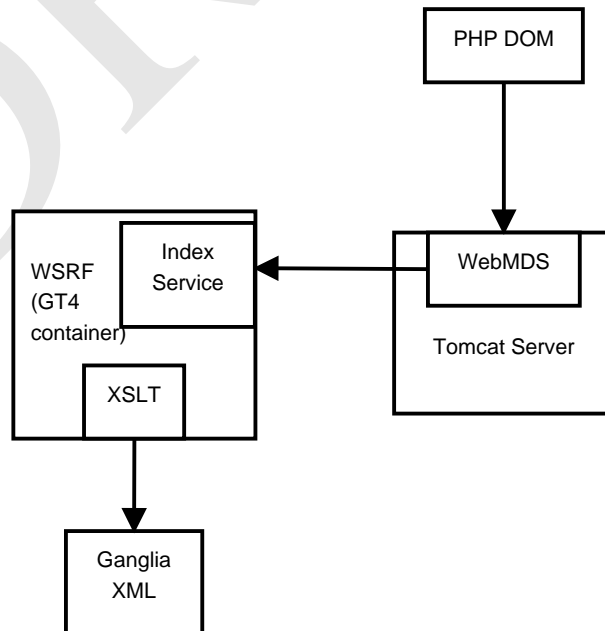 PHP DOM
WSRF
(GT4
container)
Index
Service
WebMDS
Tomcat Server
XSLT
Ganglia
XML